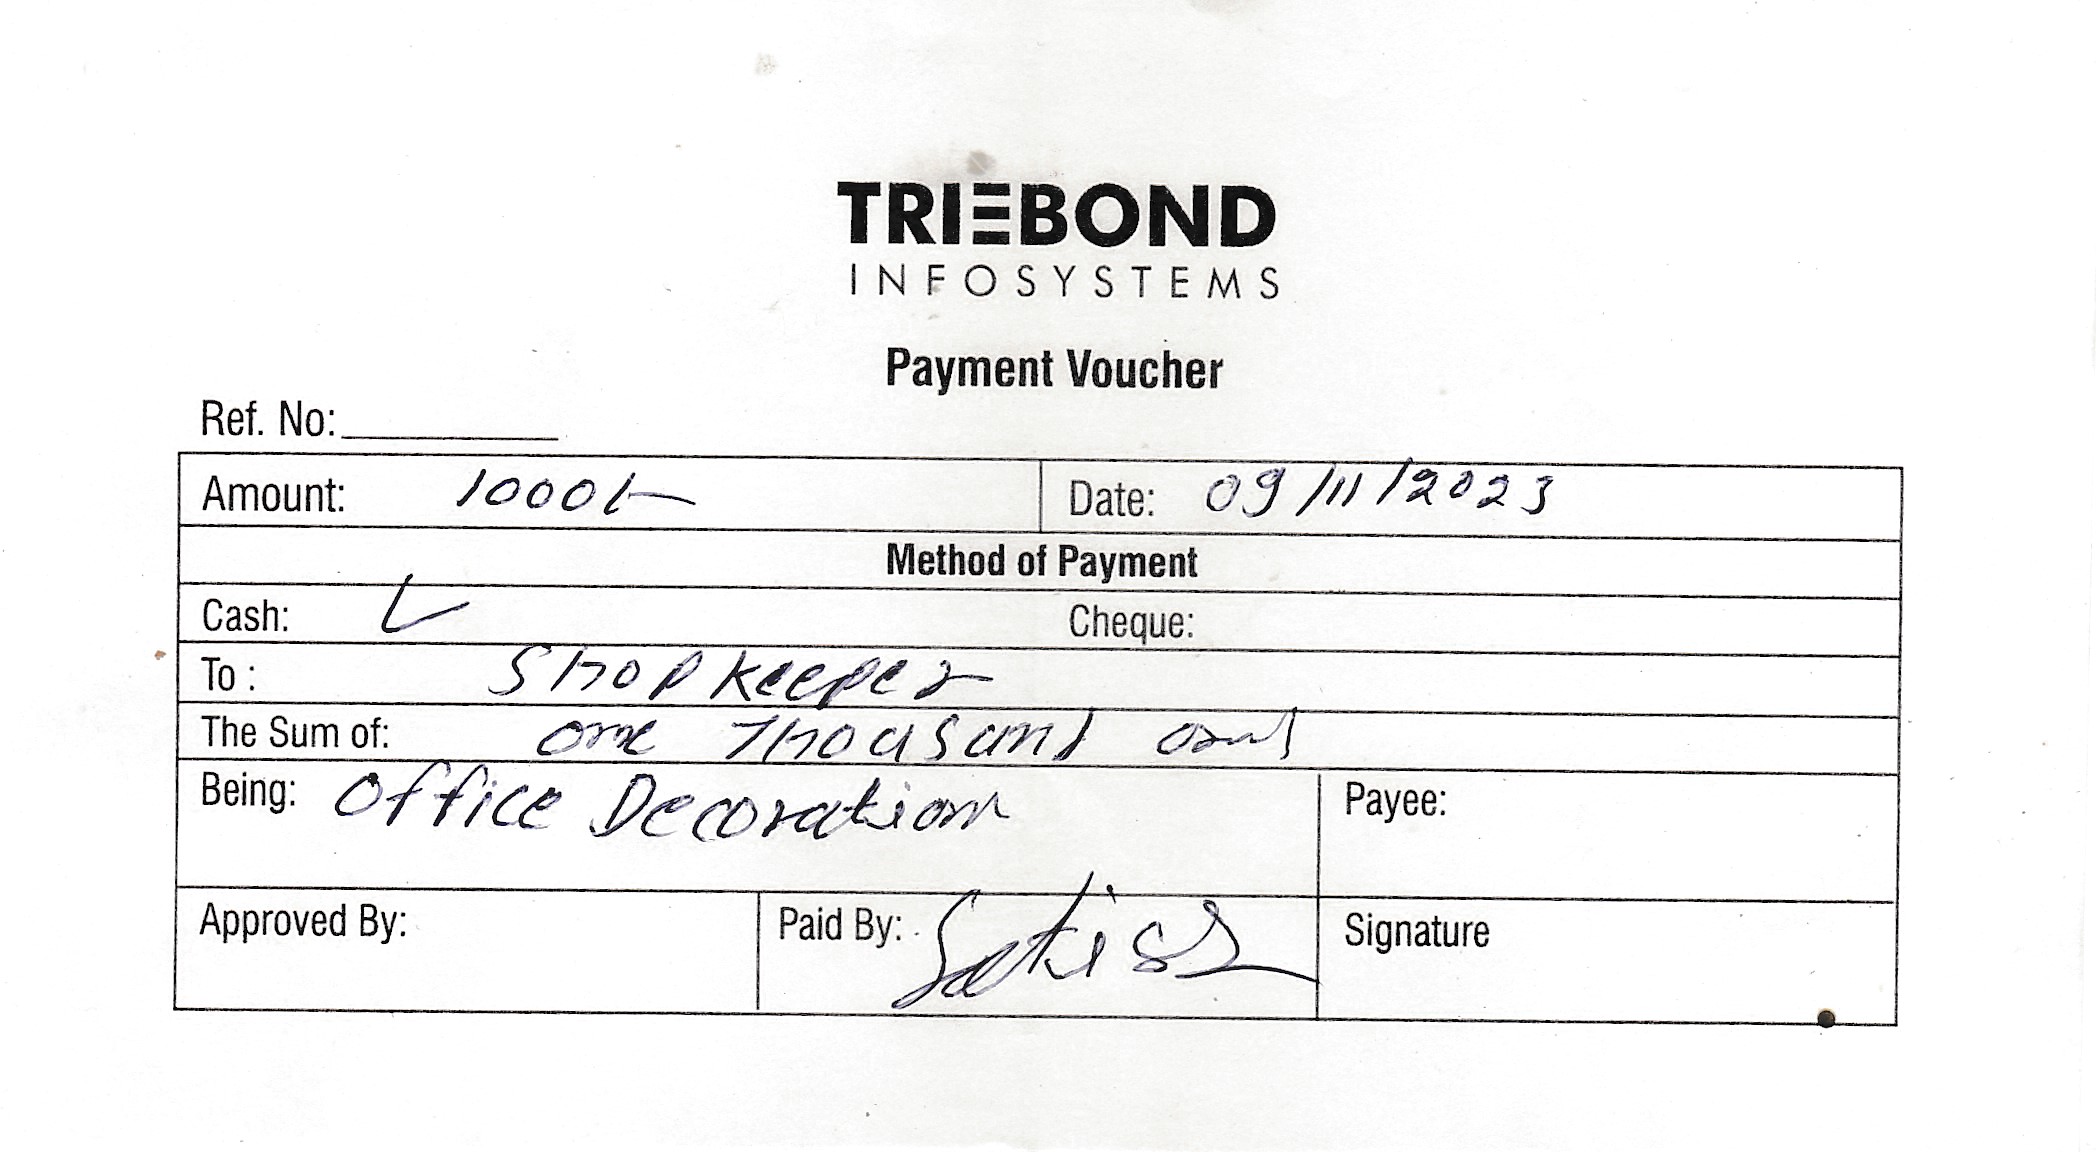 TRIEBOND
INFOSYSTEMS
Payment Voucher
Ref. No:
Amount: 1000/- Date: 09/11/2023
Method of Payment
Cash: Cheque:
To : Shopkeeper
The Sum of: one Thousand
Being: Office Decoration Payee:
Approved By: Paid By: Signature